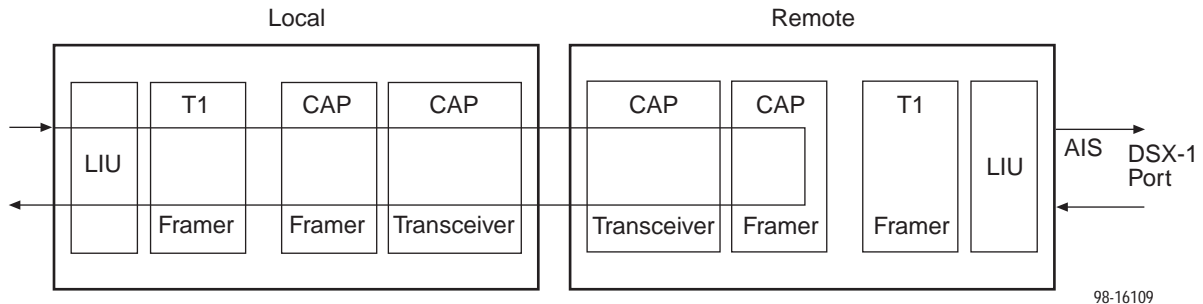 Local
Remote
T1
CAP
CAP
CAP
CAP
T1
LIU
LIU
AIS
DSX-1
Port
Framer
Framer
Transceiver
Transceiver
Framer
Framer
98-16109